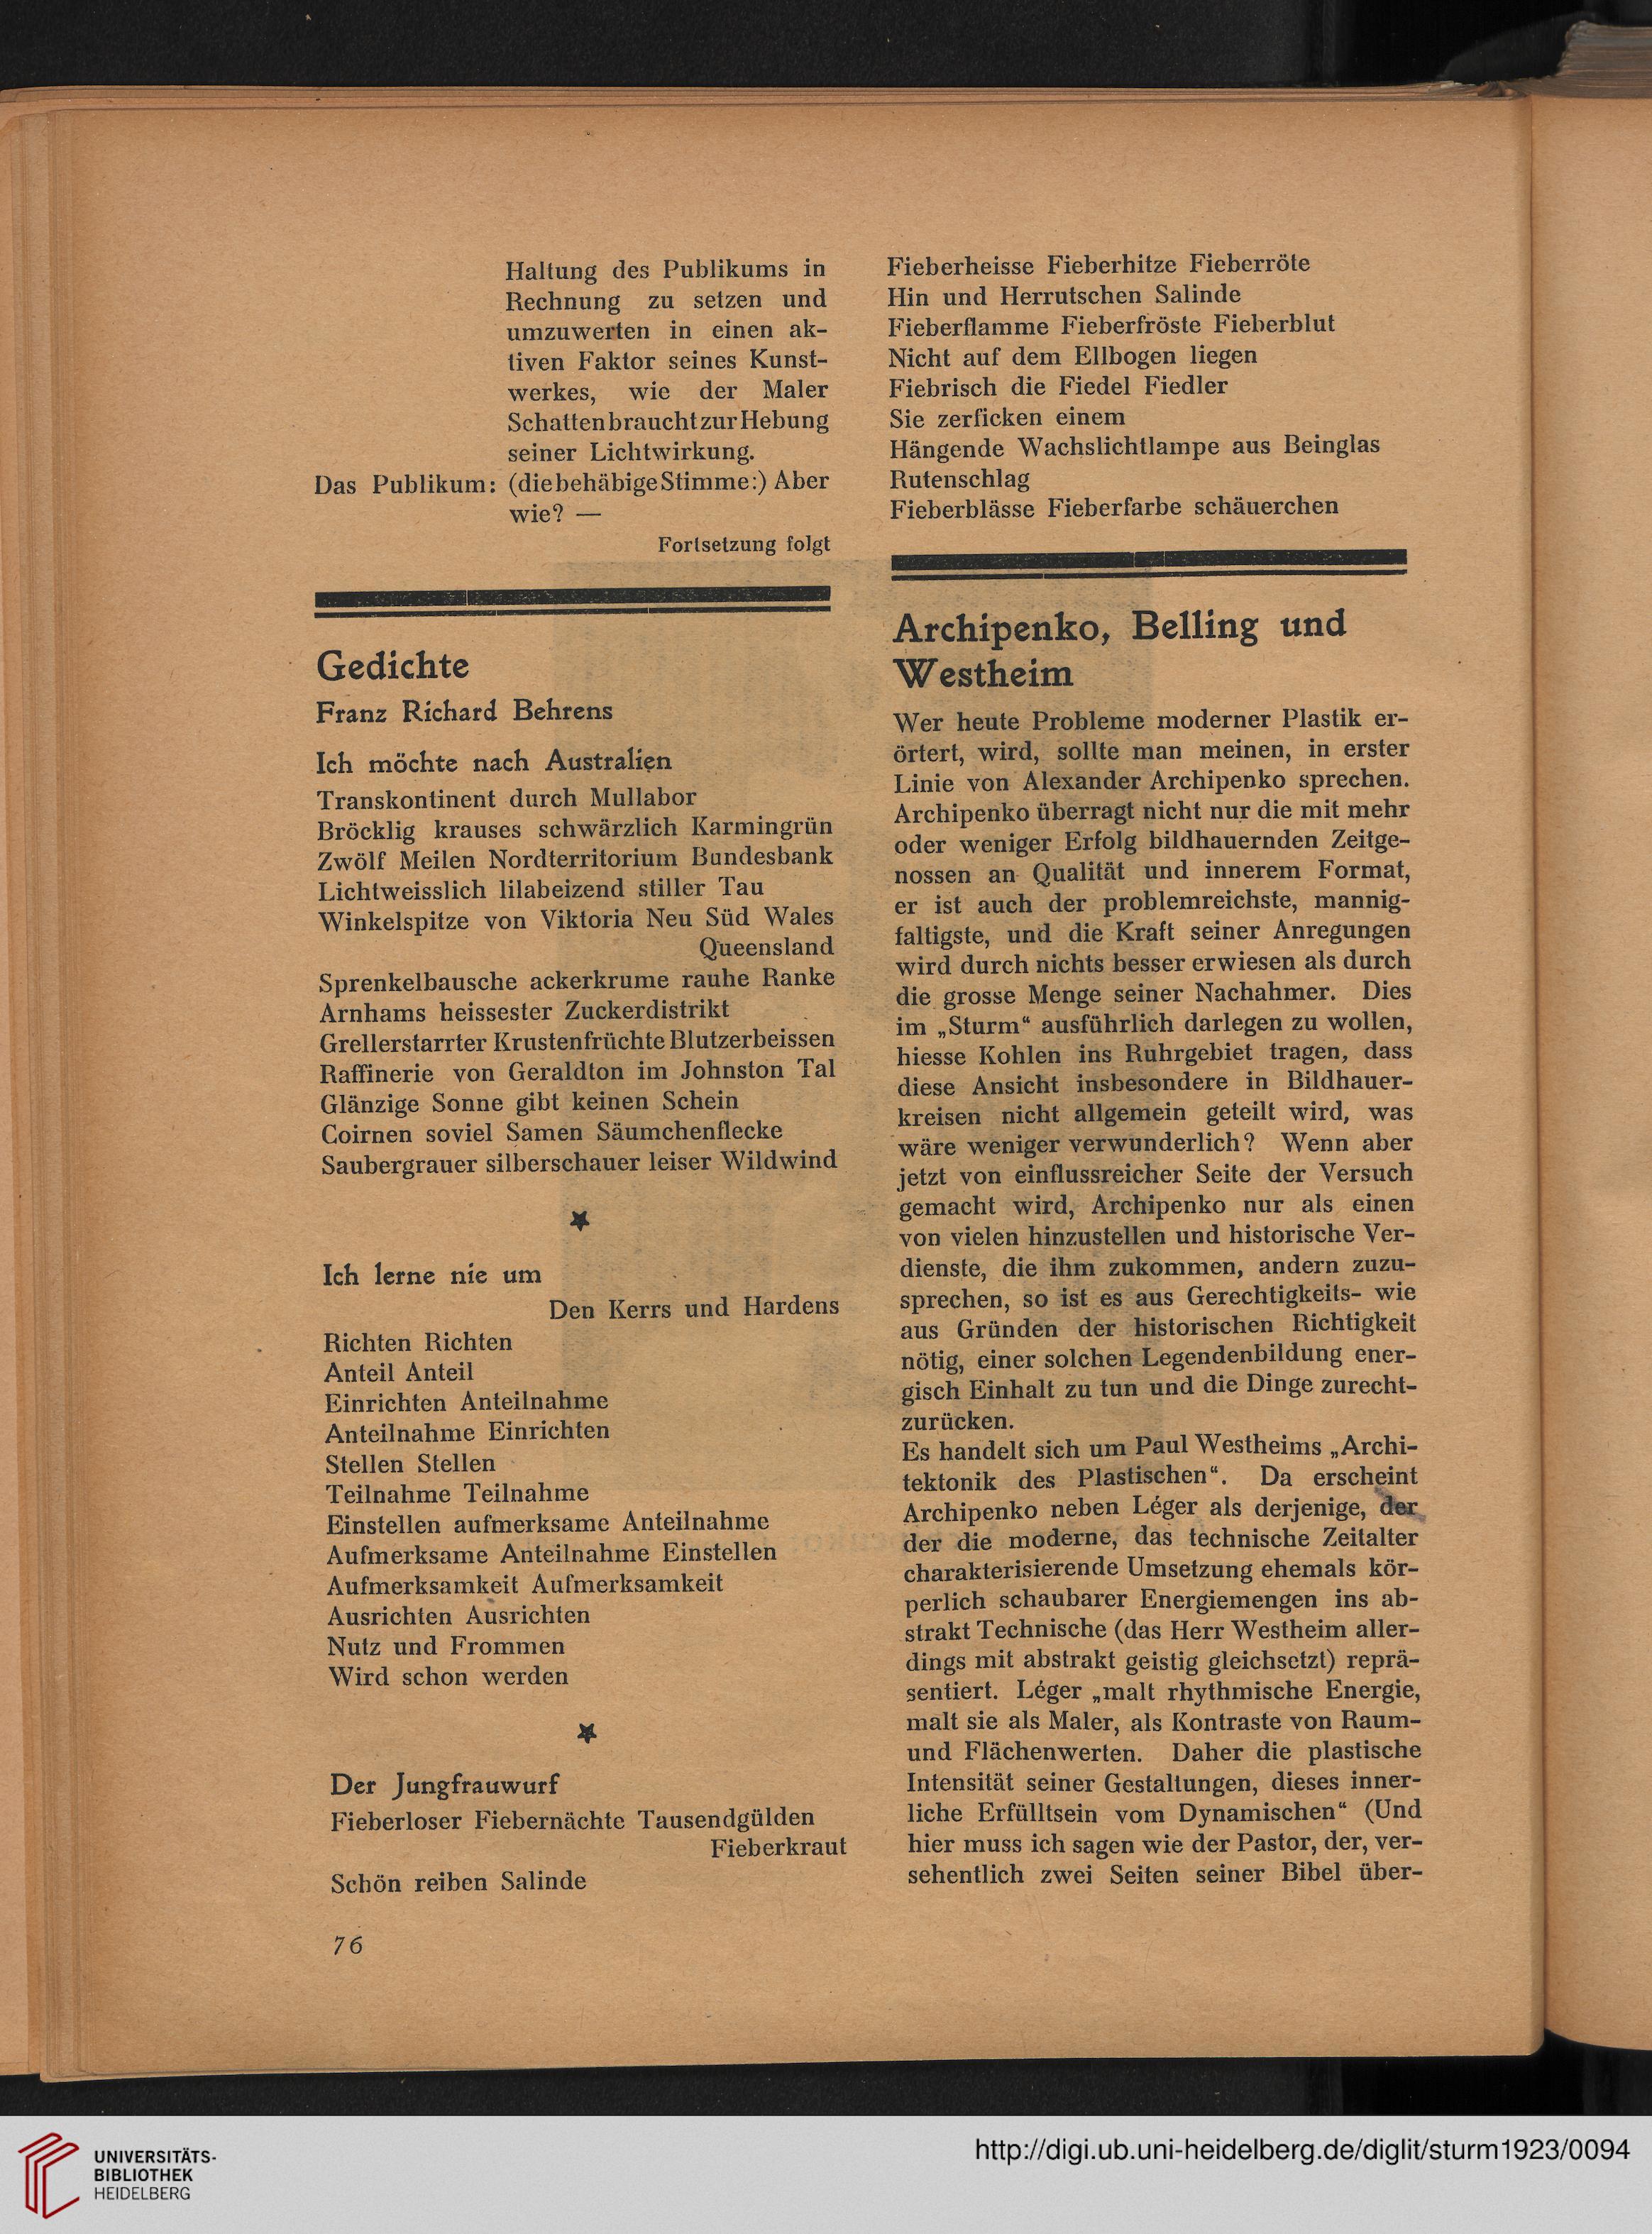 Haltung des Publikums in
Rechnung zu setzen und
umzuwerten in einen ak-
tiven Faktor seines Kunst-
werkes, wie der Maler
Schatten braucht zur Hebung
seiner Lichtwirkung.
Das Publikum: (die behäbige Stimme:) Aber
wie? —
Fortsetzung folgt
Gedichte
Franz Richard Behrens
Ich möchte nach Australien
Transkontinent durch Mullabor
Bröcklig krauses schwärzlich Karmingrün
Zwölf Meilen Nordterritorium Bundesbank
Lichtweisslich lilabeizend stiller Tau
Winkelspitze von Viktoria Neu Süd Wales
Queensland
Sprenkelbausche ackerkrume rauhe Ranke
Arnhams heissester Zuckerdistrikt
Grellerstarrter Krustenfrüchte Blutzerbeissen
Raffinerie von Geraldton im Johnston Tal
Glänzige Sonne gibt keinen Schein
Coirnen soviel Samen Säumchenflecke
Saubergrauer silberschauer leiser Wildwind
Ich lerne nie um
Den Kerrs und Hardens
Richten Richten
Anteil Anteil
Einrichten Anteilnahme
Anteilnahme Einrichten
Stellen Stellen
Teilnahme Teilnahme
Einstellen aufmerksame Anteilnahme
Aufmerksame Anteilnahme Einstellen
Aufmerksamkeit Aufmerksamkeit
Ausrichten Ausrichten
Nutz und Frommen
Wird schon werden
Der Jungfrauwurf
Fieberloser Fiebernächte Tausendgülden
Fieberkraut
Schön reiben Salinde
76
Fieberheisse Fieberhitze Fieberröte
Hin und Herrutschen Salinde
Fieberflamme Fieberfröste Fieberblut
Nicht auf dem Ellbogen liegen
Fiebrisch die Fiedel Fiedler
Sie zerficken einem
Hängende Wachslichtlampe aus Beinglas
Rutenschlag
Fieberblässe Fieberfarbe schäuerchen
Archipenko, Belling und
Westheim
Wer heute Probleme moderner Plastik er-
örtert, wird, sollte man meinen, in erster
Linie von Alexander Archipenko sprechen.
Archipenko überragt nicht nur die mit mehr
oder weniger Erfolg bildhauernden Zeitge-
nossen an Qualität und innerem Format,
er ist auch der problemreichste, mannig-
faltigste, und die Kraft seiner Anregungen
wird durch nichts besser erwiesen als durch
die grosse Menge seiner Nachahmer. Dies
im „Sturm“ ausführlich darlegen zu wollen,
hiesse Kohlen ins Ruhrgebiet tragen, dass
diese Ansicht insbesondere in Bildhauer-
kreisen nicht allgemein geteilt wird, was
wäre weniger verwunderlich? Wenn aber
jetzt von einflussreicher Seite der Versuch
gemacht wird, Archipenko nur als einen
von vielen hinzustellen und historische Ver-
dienste, die ihm zukommen, andern zuzu-
sprechen, so ist es aus Gerechtigkeits- wie
aus Gründen der historischen Richtigkeit
nötig, einer solchen Legendenbildung ener-
gisch Einhalt zu tun und die Dinge zurecht-
zurücken.
Es handelt sich um Paul Westheims „Archi-
tektonik des Plastischen“. Da erscheint
Archipenko neben Léger als derjenige, der
der die moderne, das technische Zeitalter
charakterisierende Umsetzung ehemals kör-
perlich schaubarer Energiemengen ins ab-
strakt Technische (das Herr Westheim aller-
dings mit abstrakt geistig gleichsetzt) reprä-
sentiert. Léger „malt rhythmische Energie,
malt sie als Maler, als Kontraste von Raum-
und Flächenwerten. Daher die plastische
Intensität seiner Gestaltungen, dieses inner-
liche Erfülltsein vom Dynamischen“ (Und
hier muss ich sagen wie der Pastor, der, ver-
sehentlich zwei Seiten seiner Bibel über-
UNIVERSITÄTS-
BIBLIOTHEK
HEIDELBERG
http://digi.ub.uni-heidelberg.de/diglit/sturm1923/0094